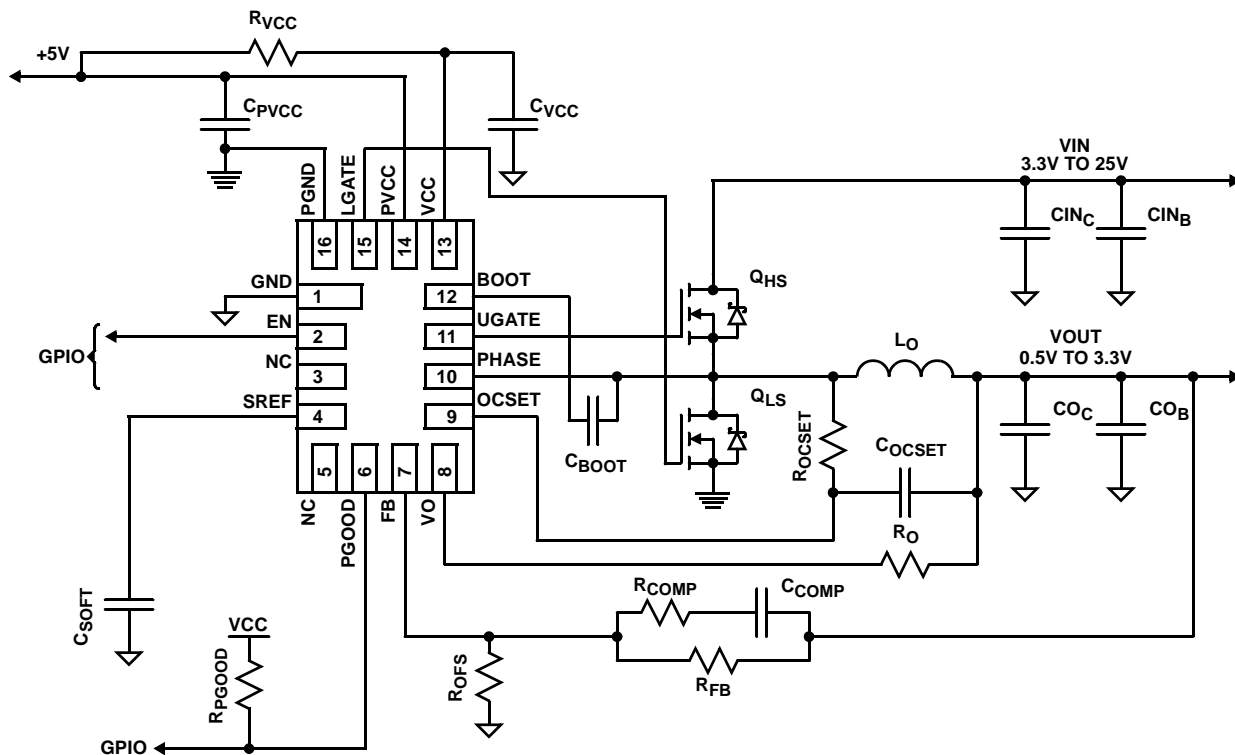 RVCC
+5V
CPVCC
CVCC
PGND
LGATE
PVCC
VCC
16
15
14
13
VIN
3.3V TO 25V
CINC
CINB
GND
1
EN
2
GPIO
NC
3
SREF
4
BOOT
12
UGATE
11
PHASE
10
OCSET
9
QHS
QLS
LO
VOUT
0.5V TO 3.3V
COC
COB
CBOOT
ROCSET
COCSET
5
6
7
8
NC
PGOOD
FB
VO
RO
RCOMP
CCOMP
CSOFT
VCC
RPGOOD
ROFS
RFB
GPIO